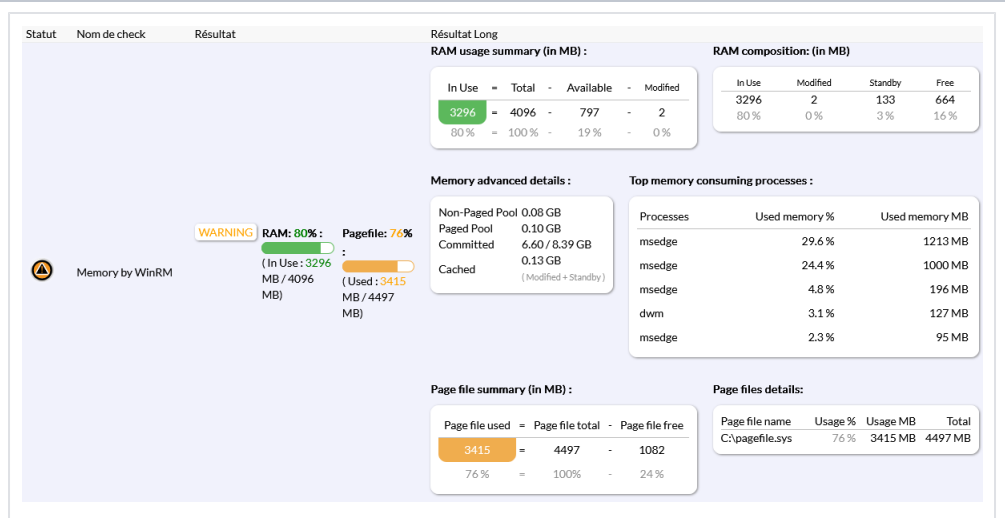 Statut Nom de check Résultat Résultat Long
RAM usage summary (in MB) :
In Use = Total - Available - Modified
3296 = 4096 - 797 - 2
80 % = 100 % - 19 % - 0 %
RAM composition: (in MB)
In Use Modified Standby Free
3296 2 133 664
80 % 0 % 3 % 16 %
Memory by WinRM
WARNING
RAM: 80% :
( In Use : 3296
MB / 4096
MB)
Pagefile: 76%
:
( Used : 3415
MB / 4497
MB)
Memory advanced details :
Non-Paged Pool 0.08 GB
Paged Pool 0.10 GB
Committed 6.60 / 8.39 GB
Cached 0.13 GB
( Modified + Standby )
Top memory consuming processes :
Processes Used memory % Used memory MB
msedge 29.6 % 1213 MB
msedge 24.4 % 1000 MB
msedge 4.8 % 196 MB
dwm 3.1 % 127 MB
msedge 2.3 % 95 MB
Page file summary (in MB) :
Page file used = Page file total - Page file free
3415 = 4497 - 1082
76 % = 100% - 24 %
Page files details:
Page file name Usage % Usage MB Total
C:\pagefile.sys 76 % 3415 MB 4497 MB